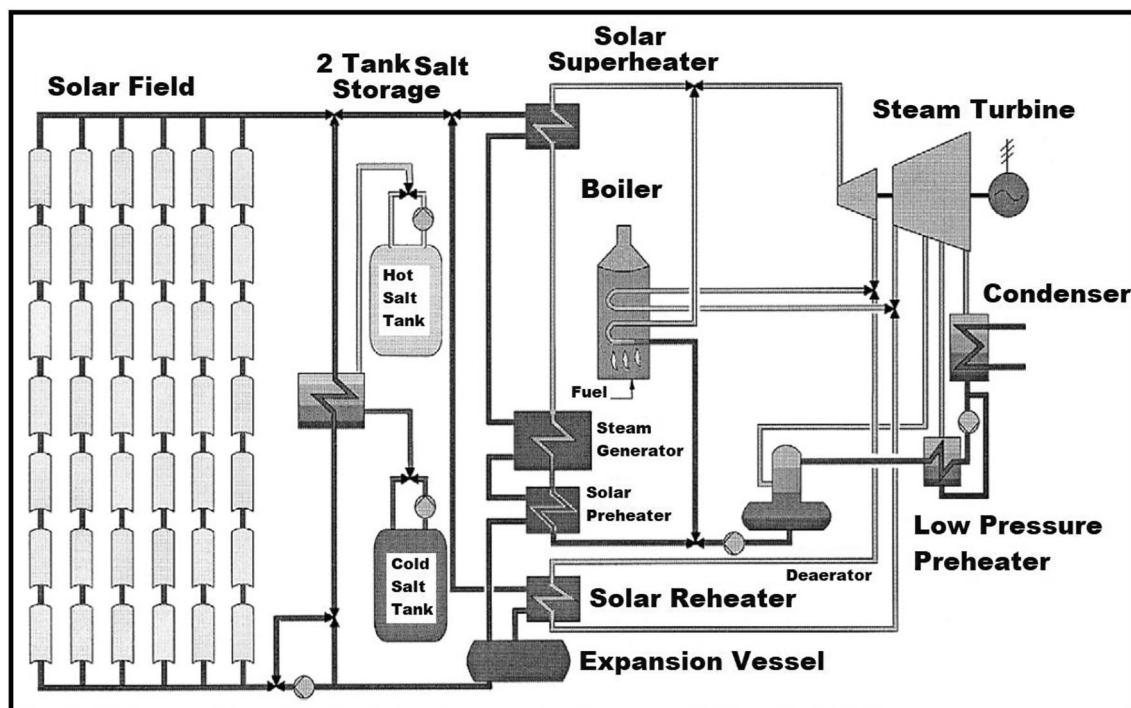 Solar Field
2 Tank Salt
Storage
Solar
Superheater
Steam Turbine
Boiler
Hot
Salt
Tank
Condenser
Fuel
Steam
Generator
Solar
Preheater
Cold
Salt
Tank
Low Pressure
Preheater
Deaerator
Solar Reheater
Expansion Vessel